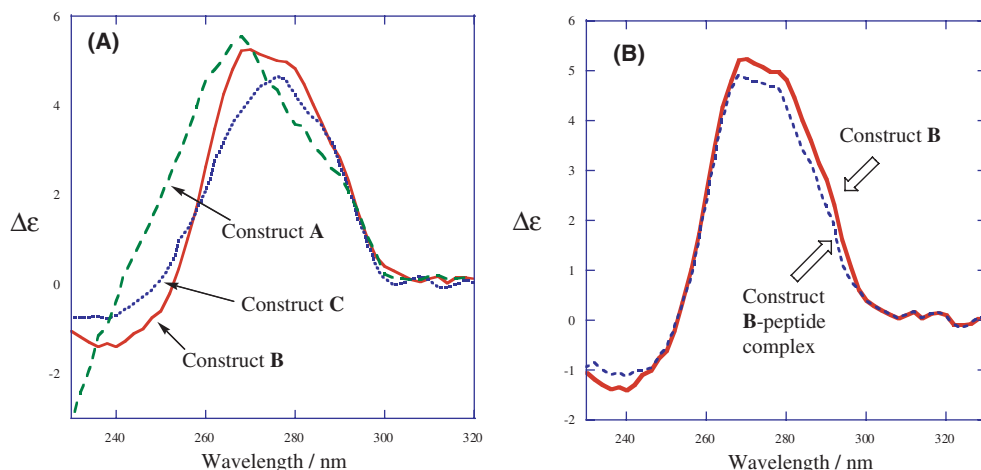 (A)
6
4
2
0
-2
Δε
Construct A
Construct C
Construct B
240 260 280 300 320
Wavelength / nm
(B)
6
5
4
3
2
1
0
-1
-2
Δε
Construct B
Construct
B-peptide
complex
240 260 280 300 320
Wavelength / nm